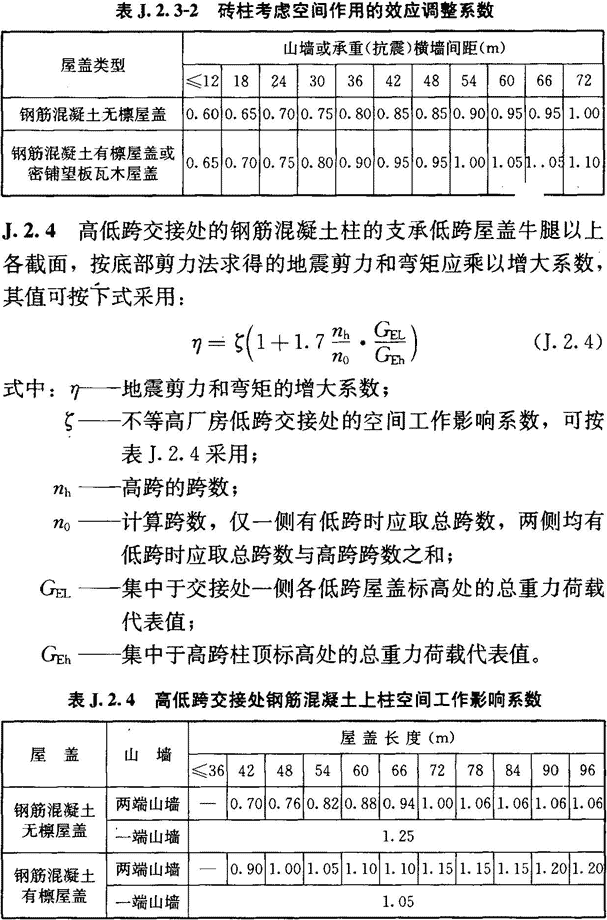 表 J.2.3-2 砖柱考虑空间作用的效应调整系数
屋盖类型 山墙或承重(抗震)横墙间距(m)
≤12 18 24 30 36 42 48 54 60 66 72
钢筋混凝土无檩屋盖 0.60 0.65 0.70 0.75 0.80 0.85 0.85 0.90 0.95 0.95 1.00
钢筋混凝土有檩屋盖或
密铺望板瓦木屋盖 0.65 0.70 0.75 0.80 0.90 0.95 0.95 1.00 1.05 1.05 1.10
J.2.4 高低跨交接处的钢筋混凝土柱的支承低跨屋盖牛腿以上
各截面，按底部剪力法求得的地震剪力和弯矩应乘以增大系数，
其值可按下式采用：
η = ζ(1 + 1.7 n_h/n_0 · G_EL/G_Eh) (J.2.4)
式中：η——地震剪力和弯矩的增大系数；
ζ——不等高厂房低跨交接处的空间工作影响系数，可按
表 J.2.4 采用；
n_h——高跨的跨数；
n_0——计算跨数，仅一侧有低跨时应取总跨数，两侧均有
低跨时应取总跨数与高跨跨数之和；
G_EL——集中于交接处一侧各低跨屋盖标高处的总重力荷载
代表值；
G_Eh——集中于高跨柱顶标高处的总重力荷载代表值。
表 J.2.4 高低跨交接处钢筋混凝土上柱空间工作影响系数
屋 盖 山 墙 屋盖长度(m)
≤36 42 48 54 60 66 72 78 84 90 96
钢筋混凝土
无檩屋盖
两端山墙 — 0.70 0.76 0.82 0.88 0.94 1.00 1.06 1.06 1.06 1.06
一端山墙 1.25
钢筋混凝土
有檩屋盖
两端山墙 — 0.90 1.00 1.05 1.10 1.10 1.15 1.15 1.15 1.20 1.20
一端山墙 1.05